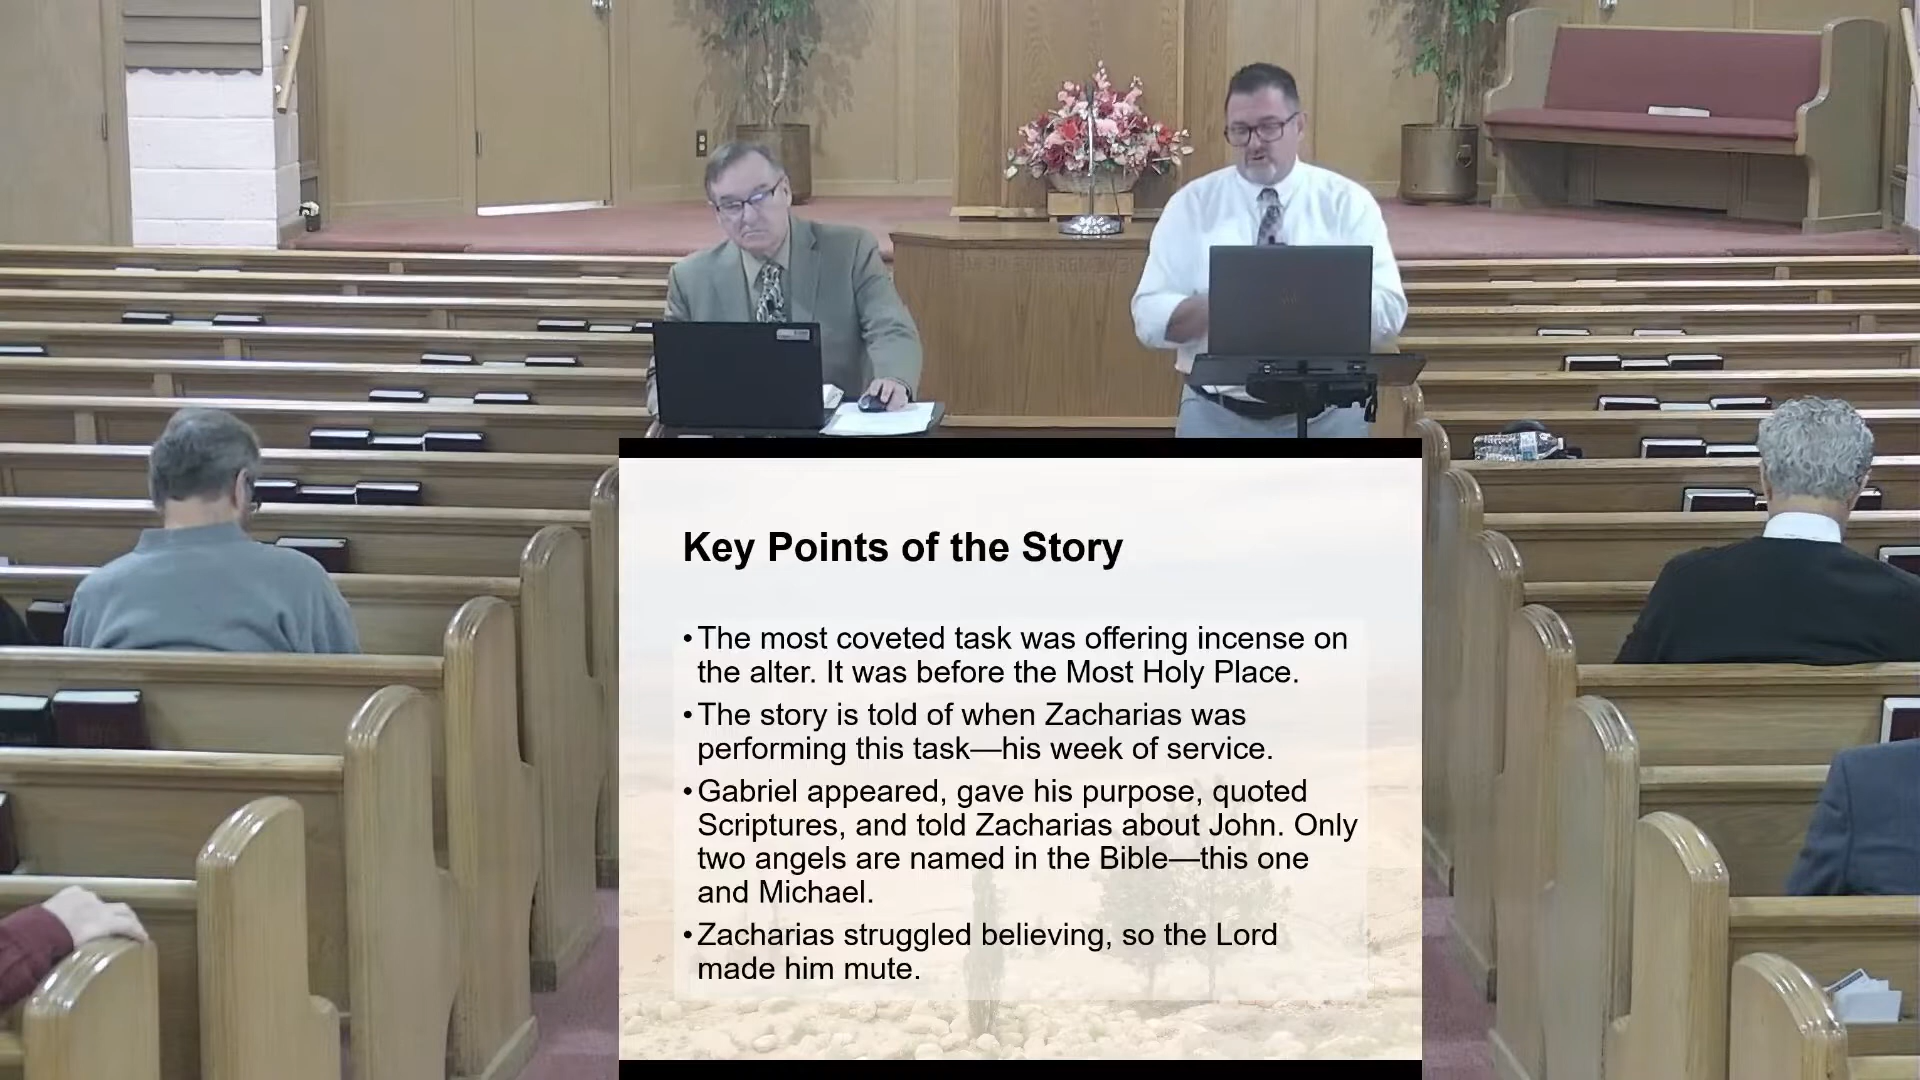 Key Points of the Story
•The most coveted task was offering incense on
the alter. It was before the Most Holy Place.
•The story is told of when Zacharias was
performing this task—his week of service.
•Gabriel appeared, gave his purpose, quoted
Scriptures, and told Zacharias about John. Only
two angels are named in the Bible—this one
and Michael.
•Zacharias struggled believing, so the Lord
made him mute.